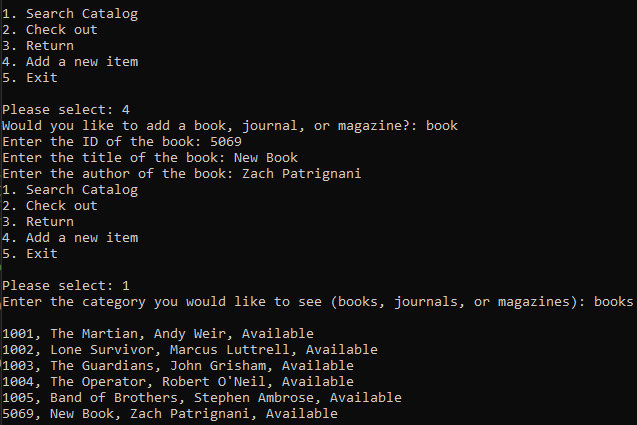 1. Search Catalog
2. Check out
3. Return
4. Add a new item
5. Exit
Please select: 4
Would you like to add a book, journal, or magazine?: book
Enter the ID of the book: 5069
Enter the title of the book: New Book
Enter the author of the book: Zach Patrignani
1. Search Catalog
2. Check out
3. Return
4. Add a new item
5. Exit
Please select: 1
Enter the category you would like to see (books, journals, or magazines): books
1001, The Martian, Andy Weir, Available
1002, Lone Survivor, Marcus Luttrell, Available
1003, The Guardians, John Grisham, Available
1004, The Operator, Robert O'Neil, Available
1005, Band of Brothers, Stephen Ambrose, Available
5069, New Book, Zach Patrignani, Available